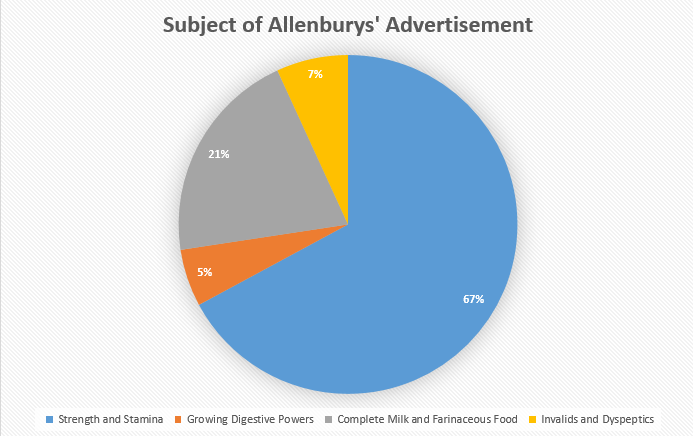 Subject of Allenburys' Advertisement
7%
21%
5%
67%
Strength and Stamina Growing Digestive Powers Complete Milk and Farinaceous Food Invalids and Dyspeptics